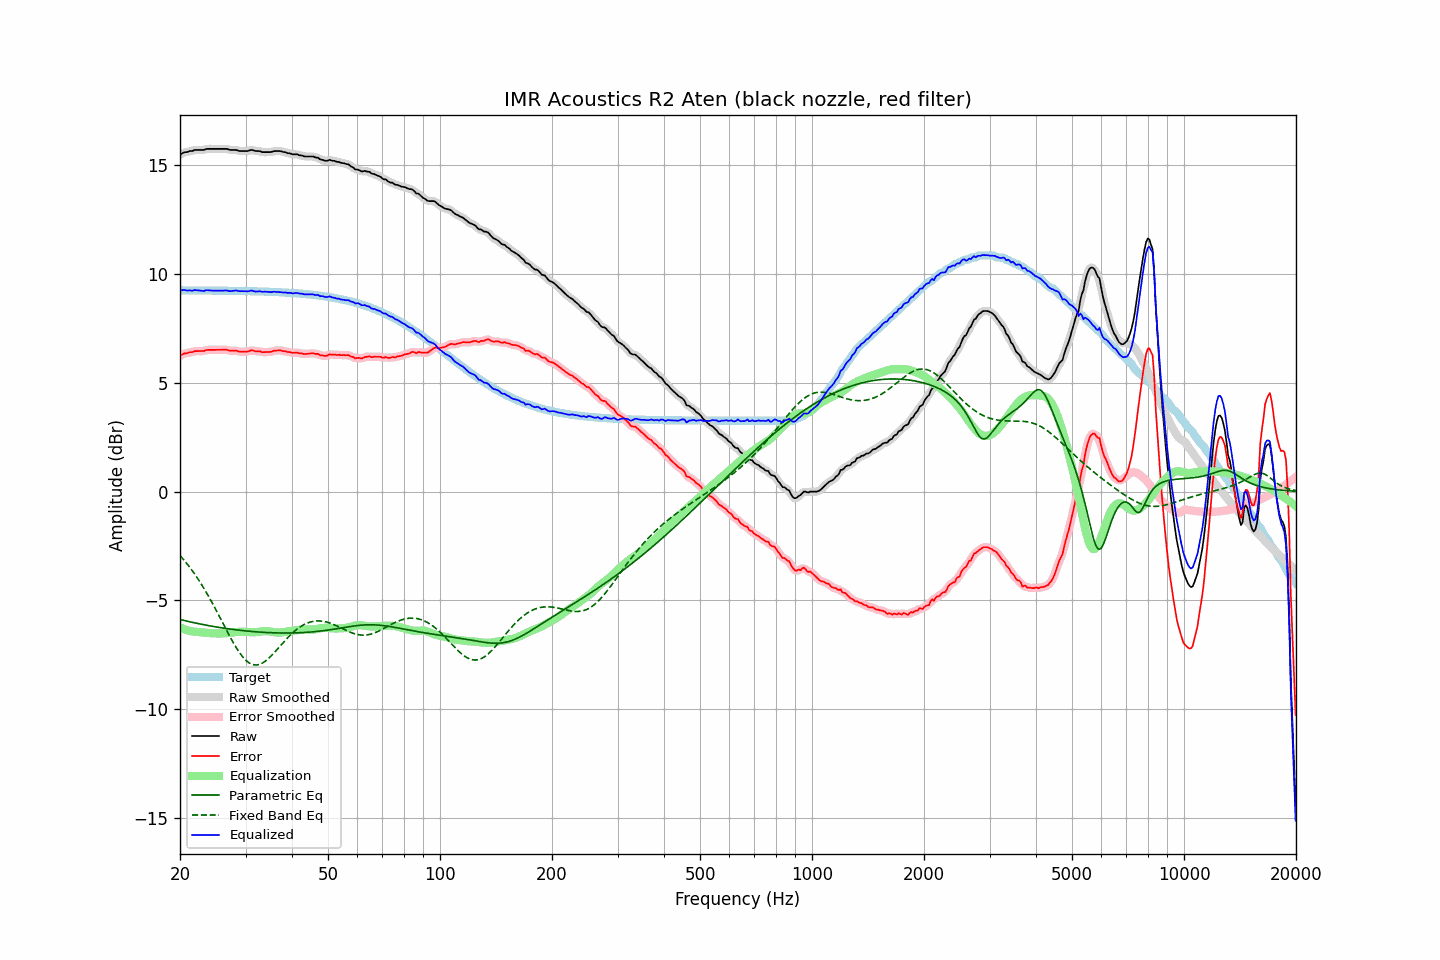 IMR Acoustics R2 Aten (black nozzle, red filter)
Amplitude (dBr)
15
10
5
0
−5
−10
−15
Target
Raw Smoothed
Error Smoothed
Raw
Error
Equalization
Parametric Eq
Fixed Band Eq
Equalized
20 50 100 200 500 1000 2000 5000 10000 20000
Frequency (Hz)